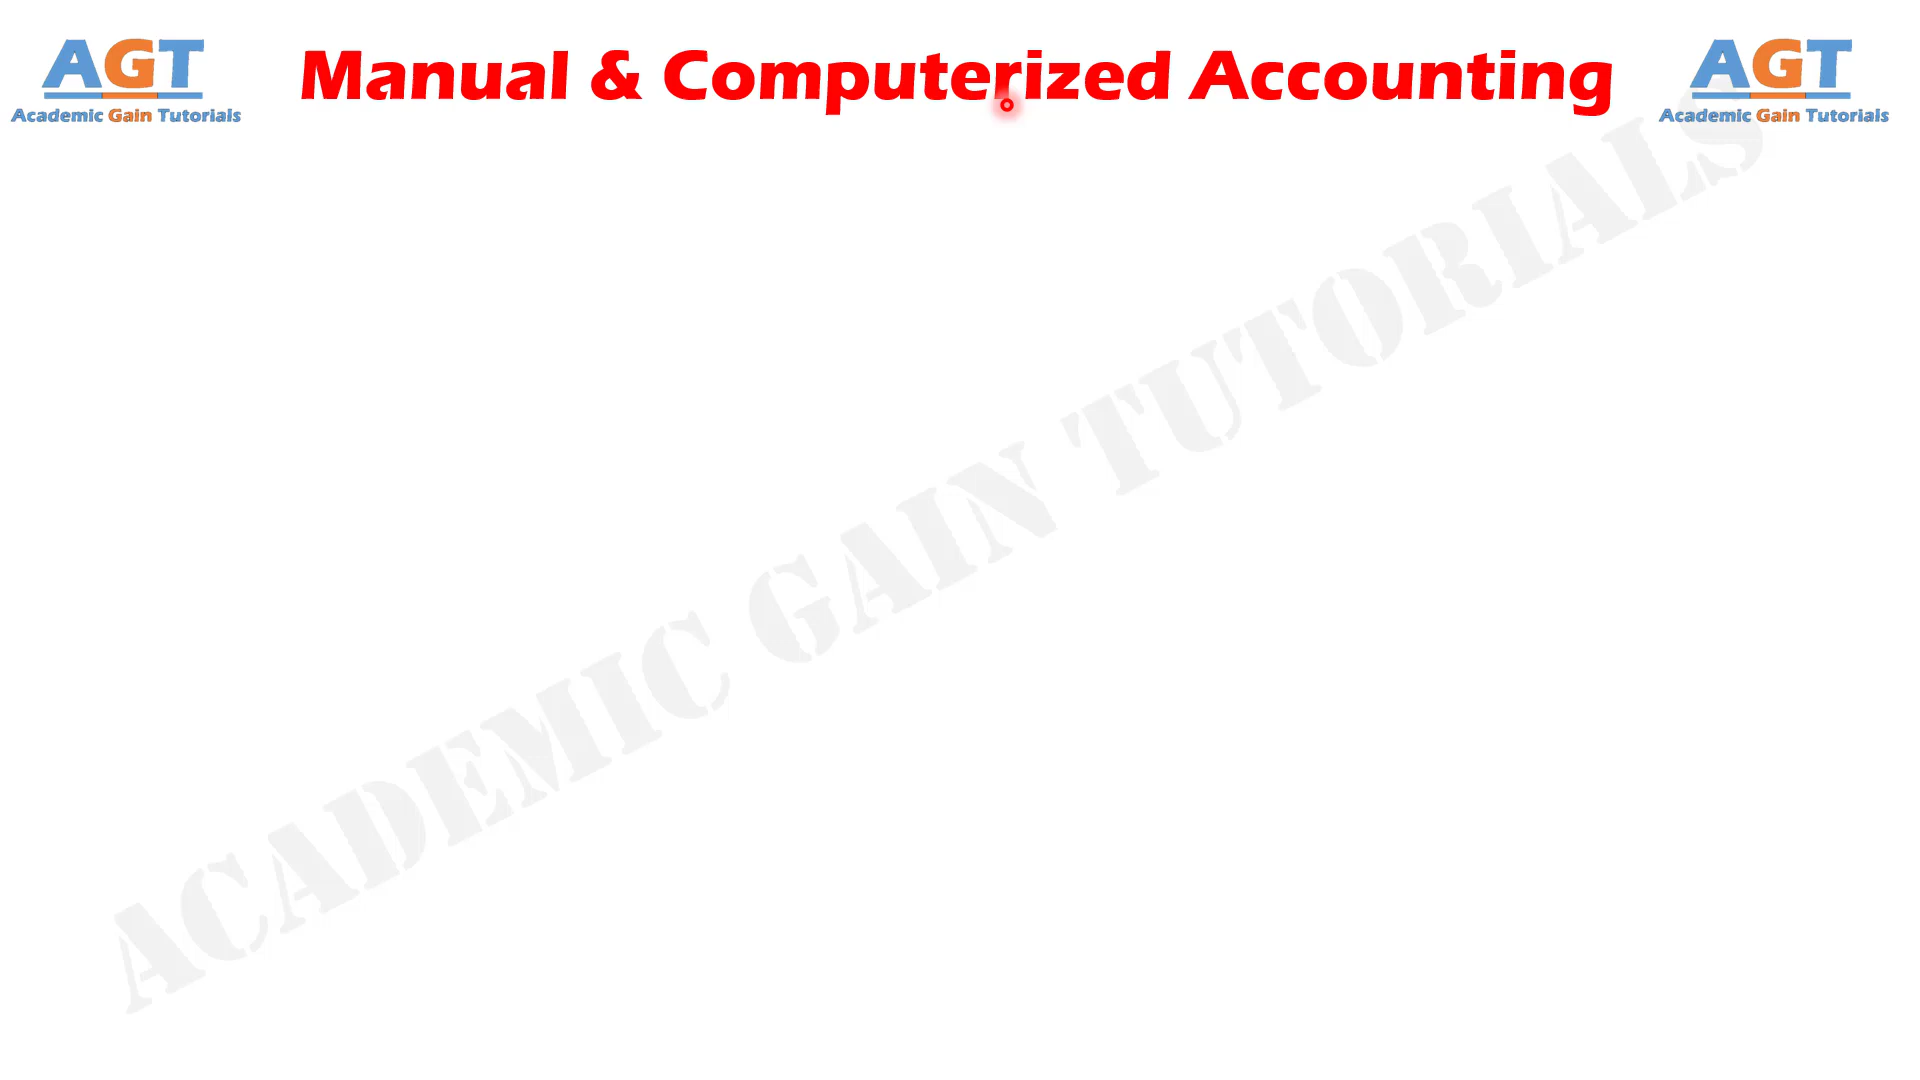 AGT
Academic Gain Tutorials
Manual & Computerized Accounting
AGT
Academic Gain Tutorials
ACADEMIC GAIN TUTORIALS